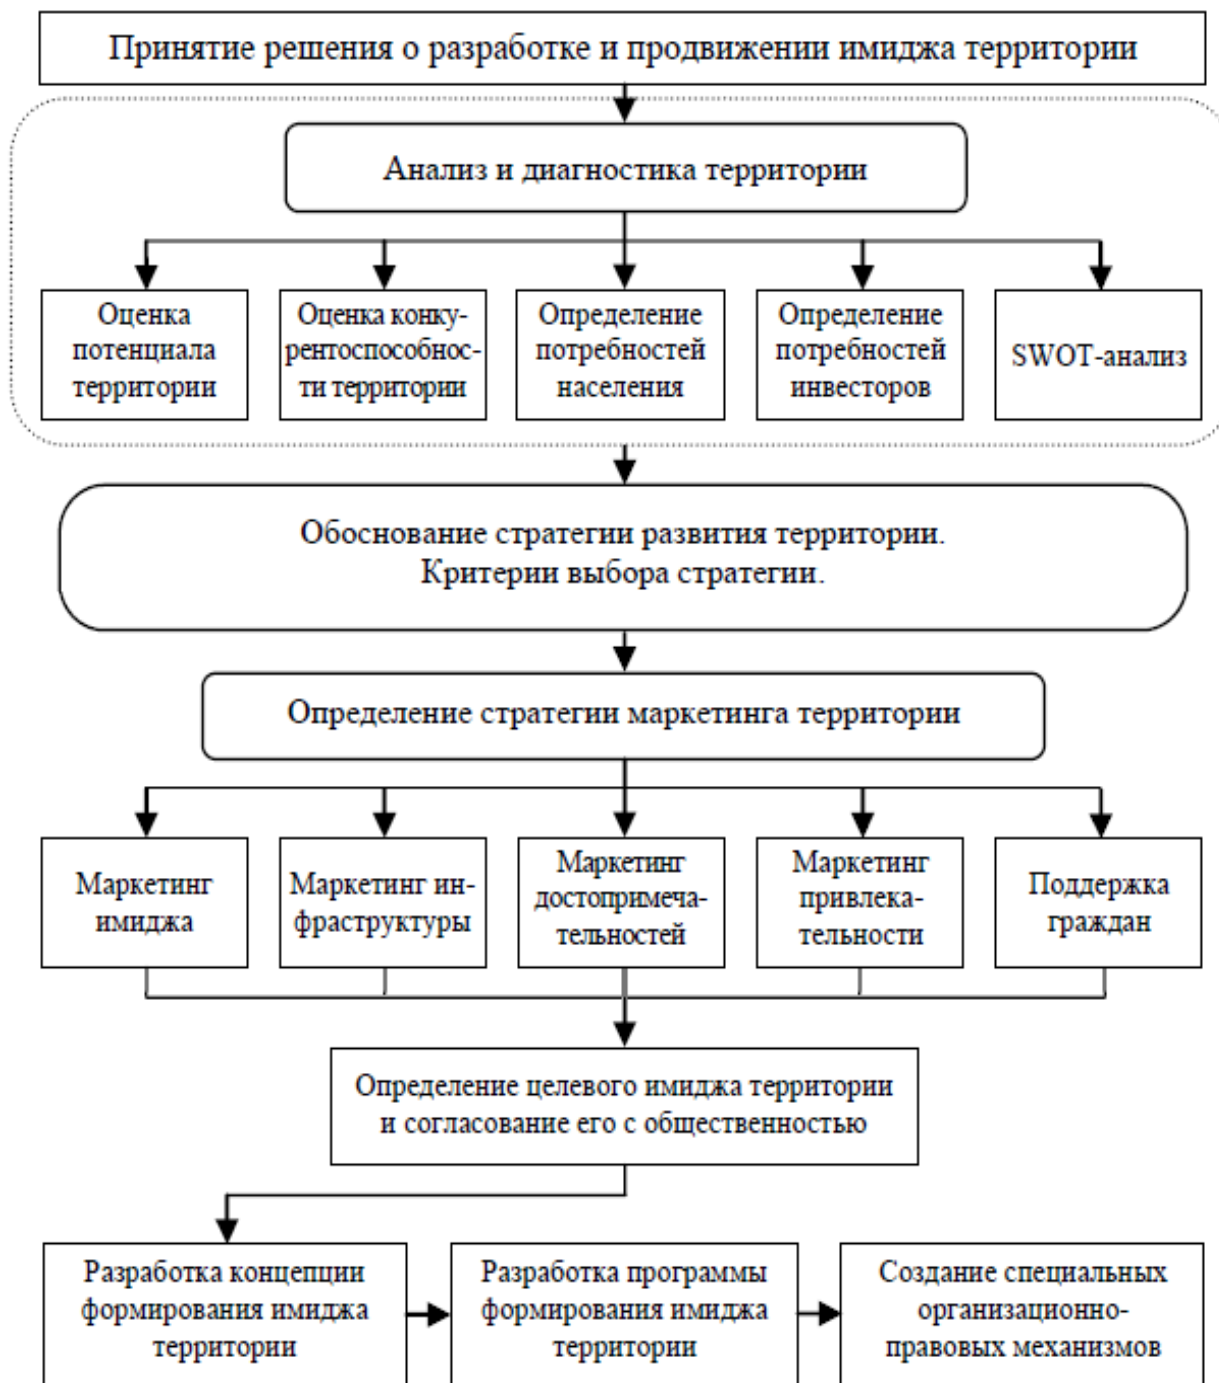 Принятие решения о разработке и продвижении имиджа территории
Анализ и диагностика территории
Оценка
потенциала
территории
Оценка конку-
рентоспособнос-
ти территории
Определение
потребностей
населения
Определение
потребностей
инвесторов
SWOT-анализ
Обоснование стратегии развития территории.
Критерии выбора стратегии.
Определение стратегии маркетинга территории
Маркетинг
имиджа
Маркетинг ин-
фраструктуры
Маркетинг
достопримеча-
тельностей
Маркетинг
привлека-
тельности
Поддержка
граждан
Определение целевого имиджа территории
и согласование его с общественностью
Разработка концепции
формирования имиджа
территории
Разработка программы
формирования имиджа
территории
Создание специальных
организационно-
правовых механизмов